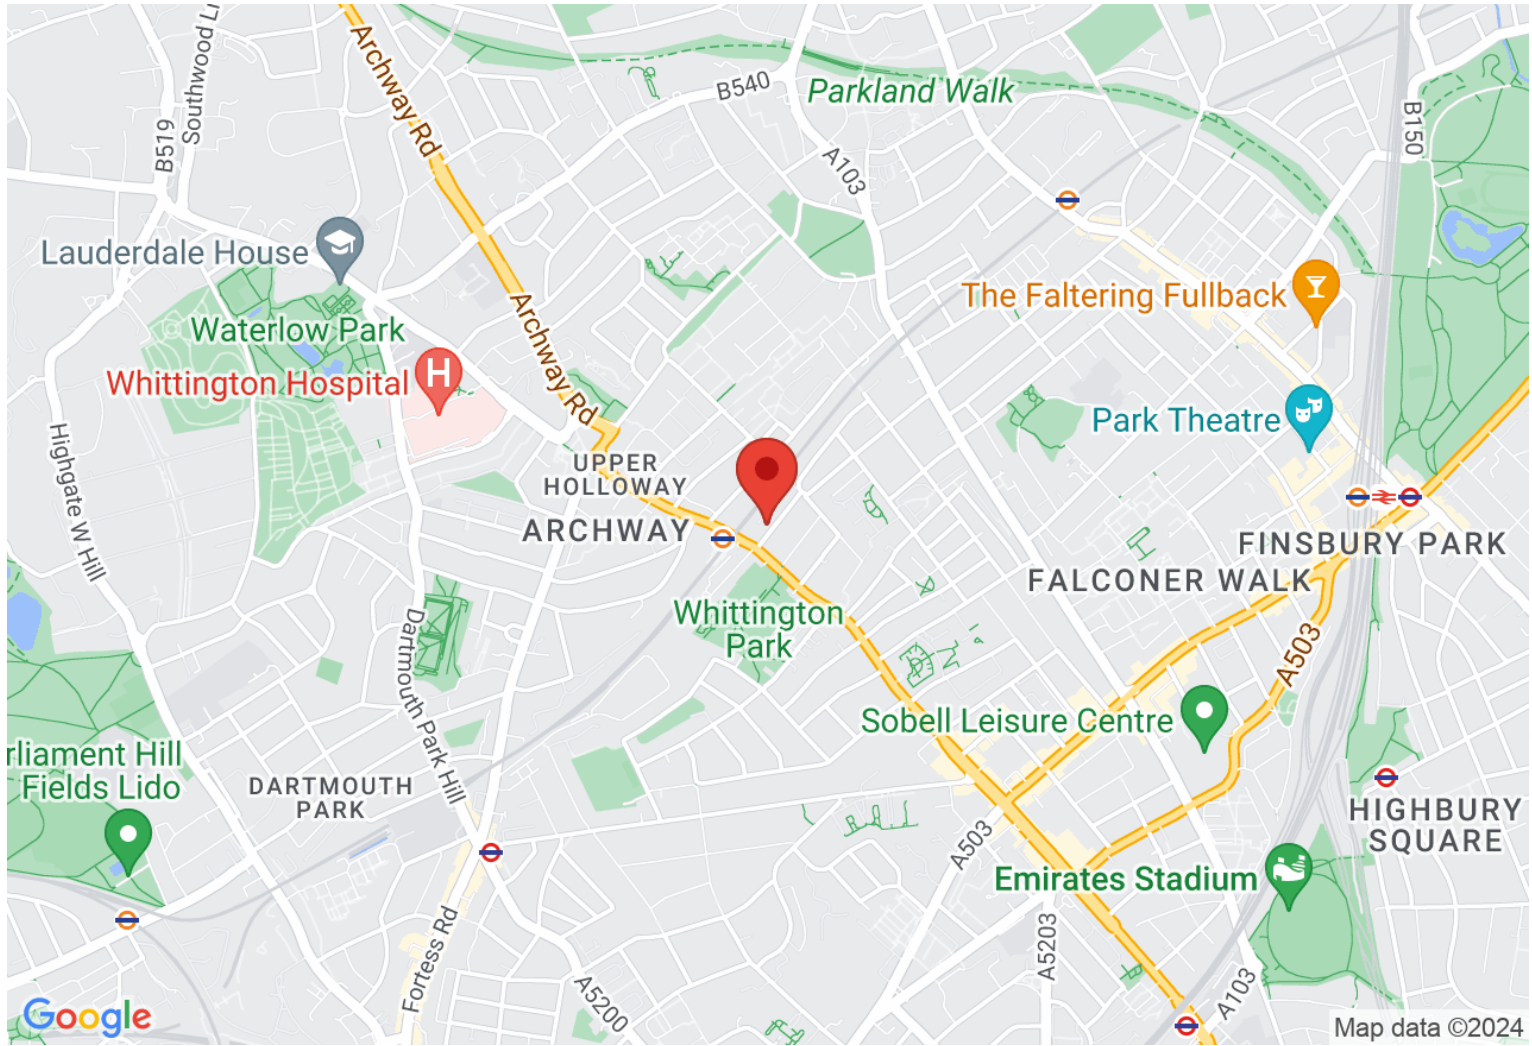 Archway Rd
Southwood L
B519
B540
Parkland Walk
B150
A103
Lauderdale House
The Faltering Fullback
Waterlow Park
Archway Rd
Whittington Hospital
H
Park Theatre
Highgate W Hill
UPPER
HOLLOWAY
ARCHWAY
FINSBURY PARK
FALCONER WALK
Whittington
Park
Dartmouth Park Hill
A503
Sobell Leisure Centre
rliament Hill
Fields Lido
DARTMOUTH
PARK
HIGHBURY
SQUARE
A503
Emirates Stadium
Fortess Rd
A5203
A5200
A103
Google
Map data ©2024